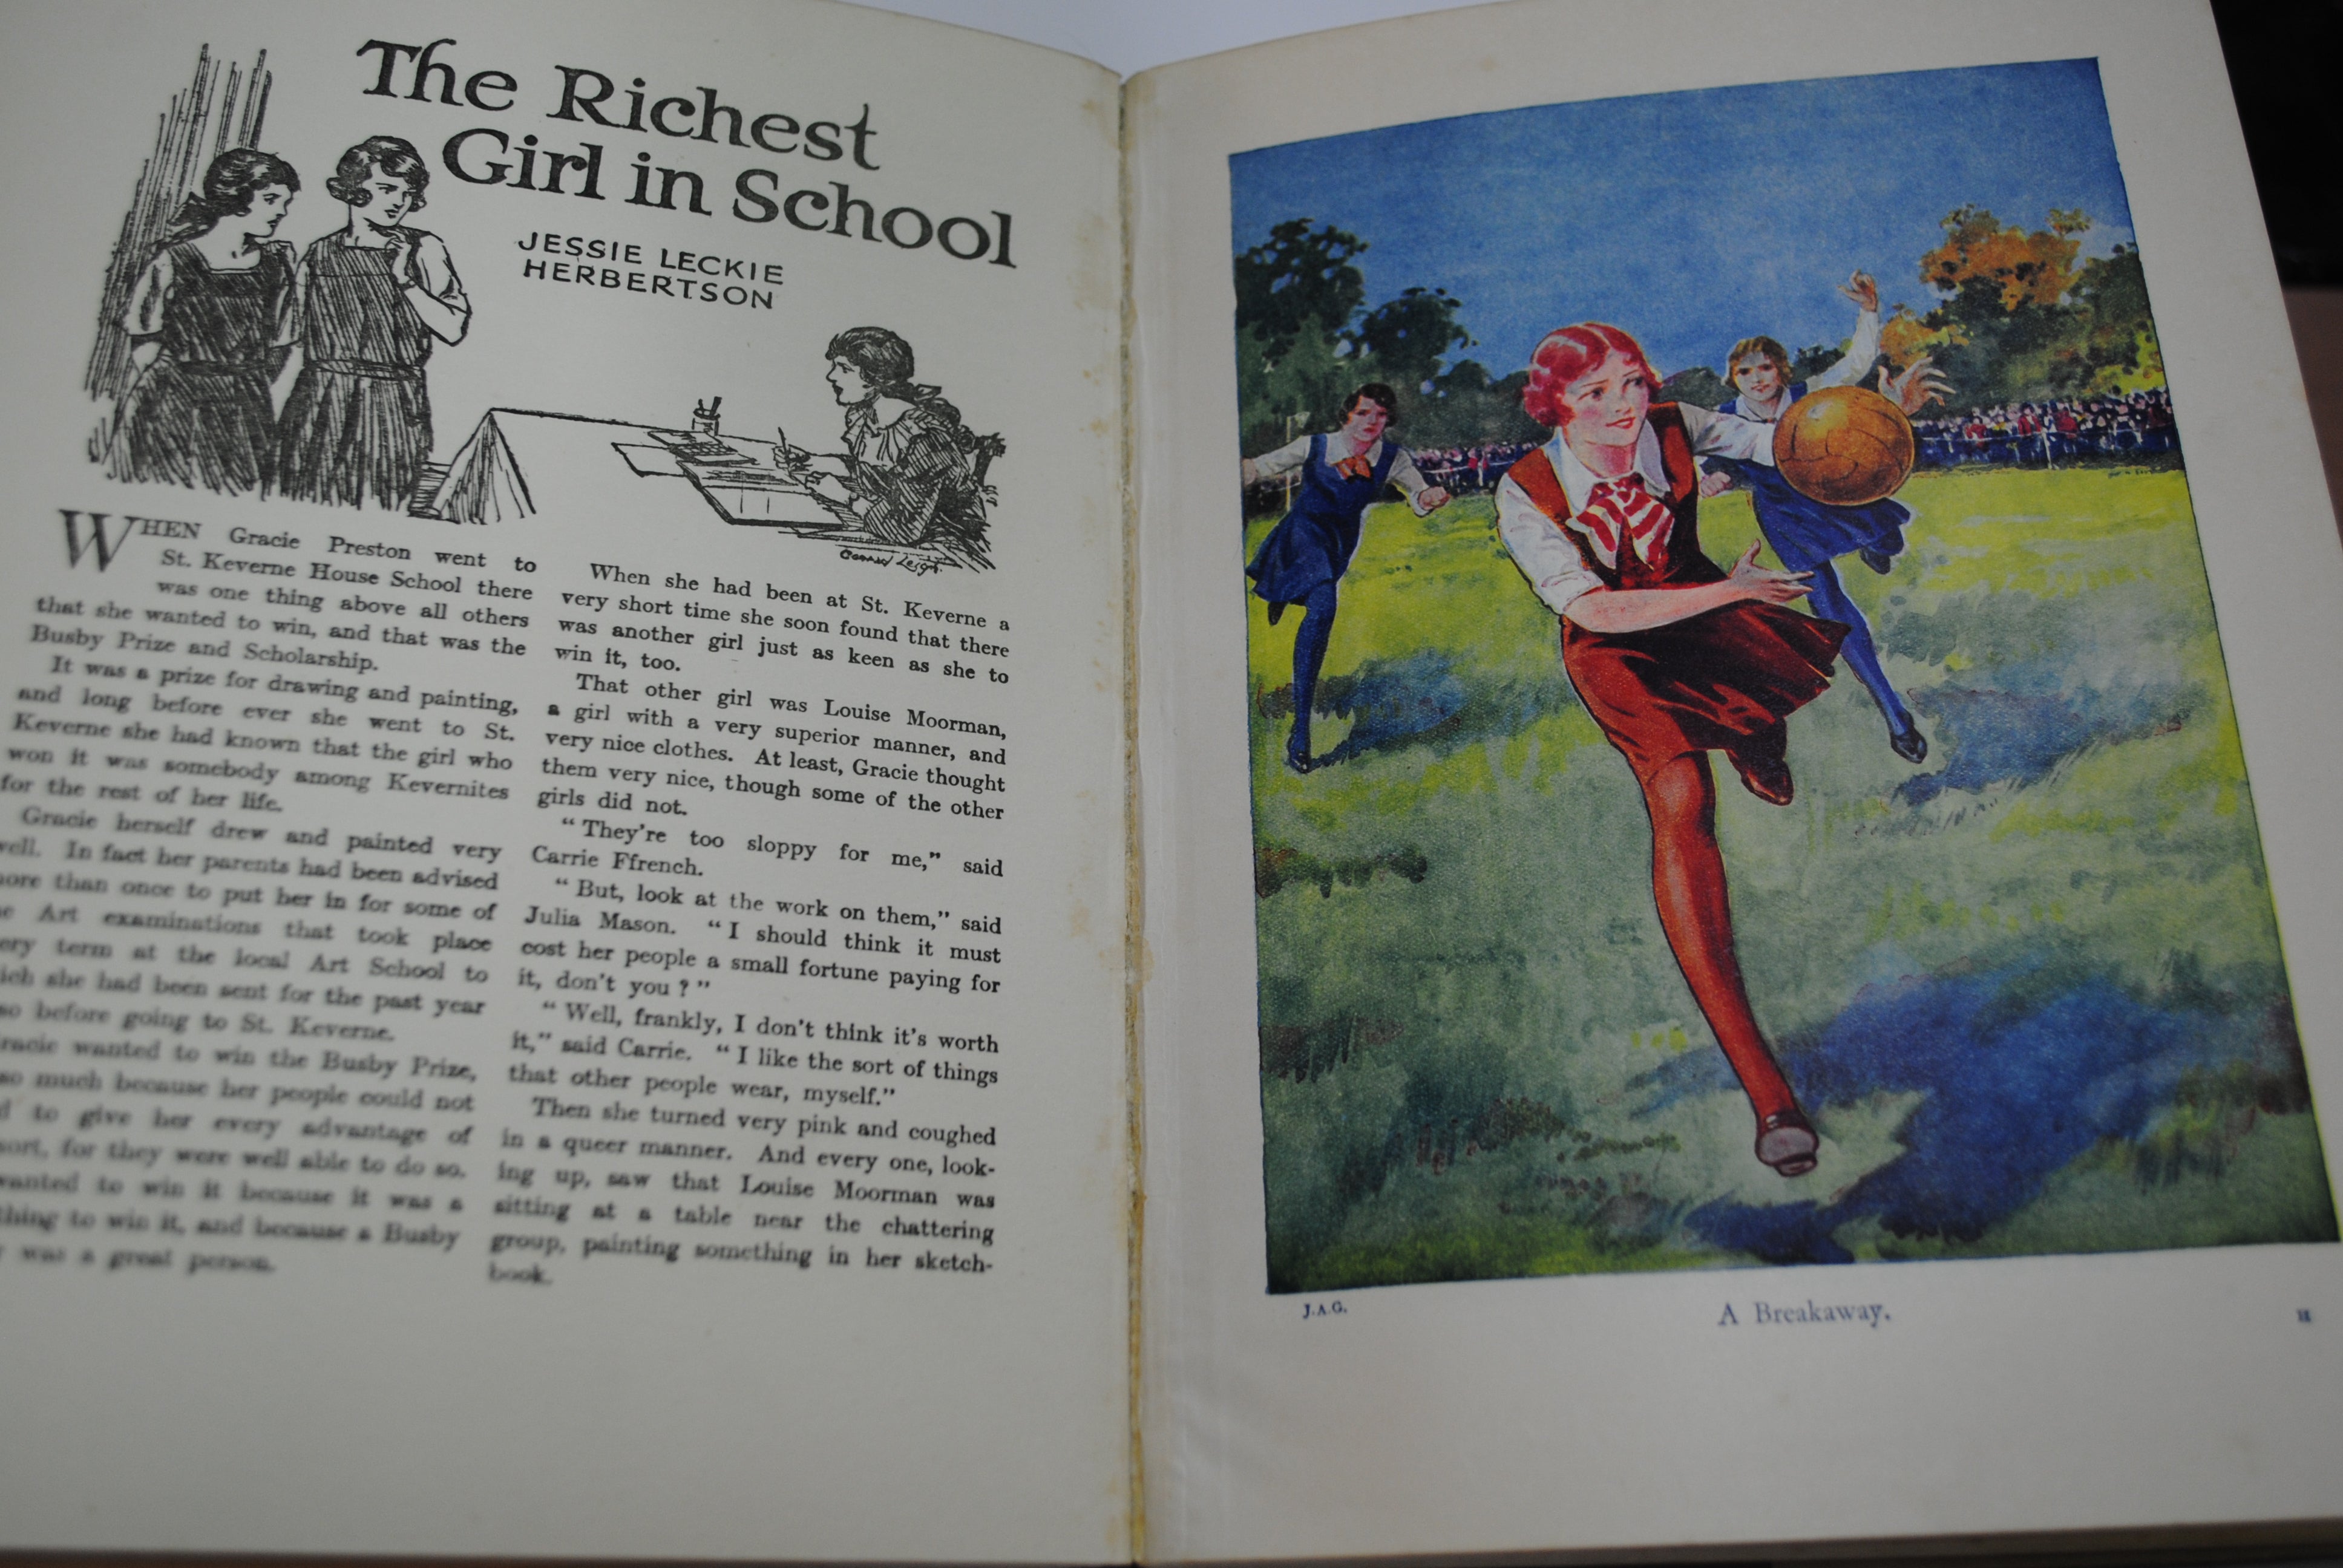 The Richest
Girl in School
JESSIE LECKIE
HERBERTSON
WHEN Gracie Preston went to
St. Keverne House School there
was one thing above all others
that she wanted to win, and that was the
Busby Prize and Scholarship.
It was a prize for drawing and painting,
and long before ever she went to St.
Keverne she had known that the girl who
won it was somebody among Kevernites
for the rest of her life.
Gracie herself drew and painted very
well. In fact her parents had been advised
more than once to put her in for some of
Art examinations that took place
term at the local Art School to
she had been sent for the past year
so before going to St. Keverne.
Gracie wanted to win the Busby Prize,
so much because her people could not
to give her every advantage of
sort, for they were well able to do so.
wanted to win it because it was a
thing to win it, and because a Busby
was a great person.
When she had been at St. Keverne a
very short time she soon found that there
was another girl just as keen as she to
win it, too.
That other girl was Louise Moorman,
a girl with a very superior manner, and
very nice clothes. At least, Gracie thought
them very nice, though some of the other
girls did not.
“They're too sloppy for me,” said
Carrie Ffrench.
“But, look at the work on them,” said
Julia Mason. “I should think it must
cost her people a small fortune paying for
it, don't you?”
“Well, frankly, I don't think it's worth
it,” said Carrie. “I like the sort of things
that other people wear, myself.”
Then she turned very pink and coughed
in a queer manner. And every one, look-
ing up, saw that Louise Moorman was
sitting at a table near the chattering
group, painting something in her sketch-
book.
J.A.G.
A Breakaway.